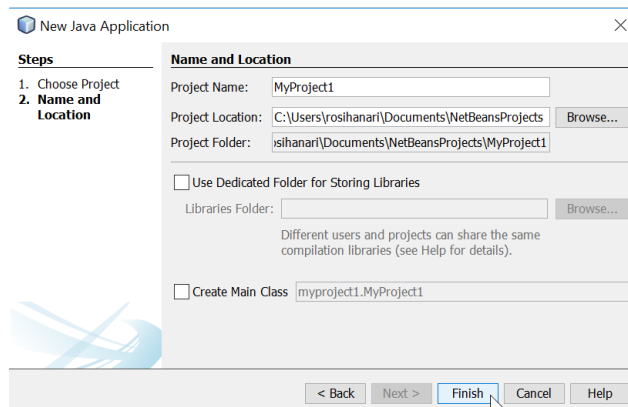 New Java Application
Steps
1. Choose Project
2. Name and
Location
Name and Location
Project Name: MyProject1
Project Location: C:\Users\rosihanari\Documents\NetBeansProjects Browse...
Project Folder: osihanari\Documents\NetBeansProjects\MyProject1
Use Dedicated Folder for Storing Libraries
Libraries Folder: Browse...
Different users and projects can share the same
compilation libraries (see Help for details).
Create Main Class myproject1.MyProject1
< Back Next > Finish Cancel Help